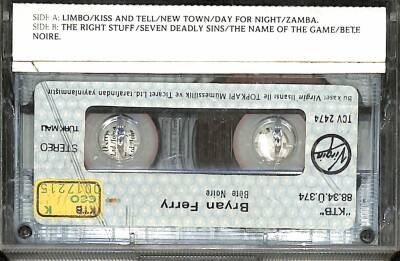 SIDE A: LIMBO/KISS AND TELL/NEW TOWN/DAY FOR NIGHT/ZAMBA.
SIDE B: THE RIGHT STUFF/SEVEN DEADLY SINS/THE NAME OF THE GAME/BETE
NOIRE.
"KTB"
88.34.Ü.374
Bryan Ferry
Bête Noire
KTB
CCO
0017215
K
Virgin
TCV 2474
STEREO
TÜRK MALI
Bu kaset Virgin lisansı ile TOPKAPI Mümessillik ve Ticaret Ltd. tarafından yayınlanmıştır